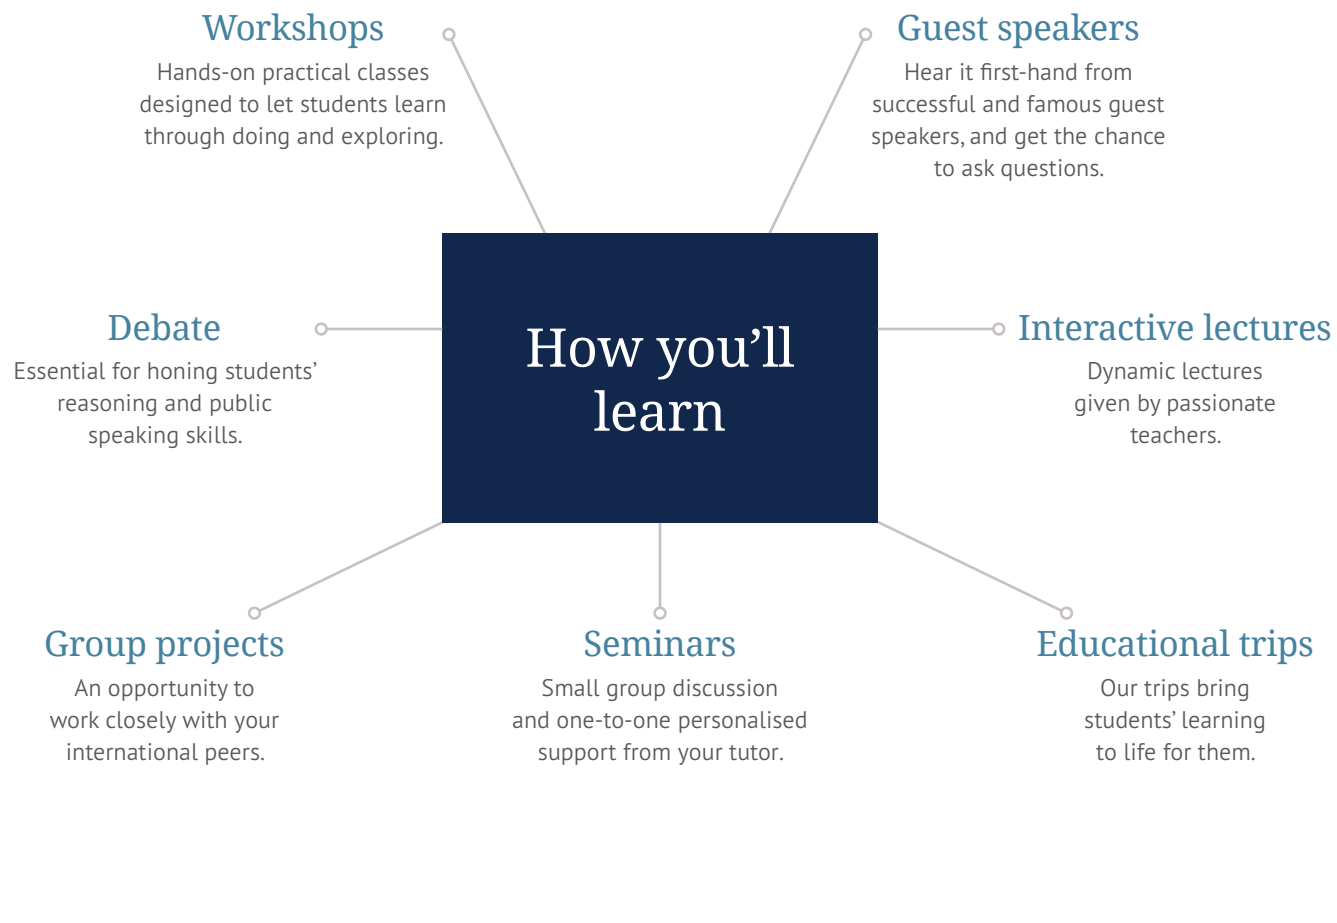 Workshops
Hands-on practical classes
designed to let students learn
through doing and exploring.
Guest speakers
Hear it first-hand from
successful and famous guest
speakers, and get the chance
to ask questions.
Debate
Essential for honing students’
reasoning and public
speaking skills.
How you’ll
learn
Interactive lectures
Dynamic lectures
given by passionate
teachers.
Group projects
An opportunity to
work closely with your
international peers.
Seminars
Small group discussion
and one-to-one personalised
support from your tutor.
Educational trips
Our trips bring
students’ learning
to life for them.